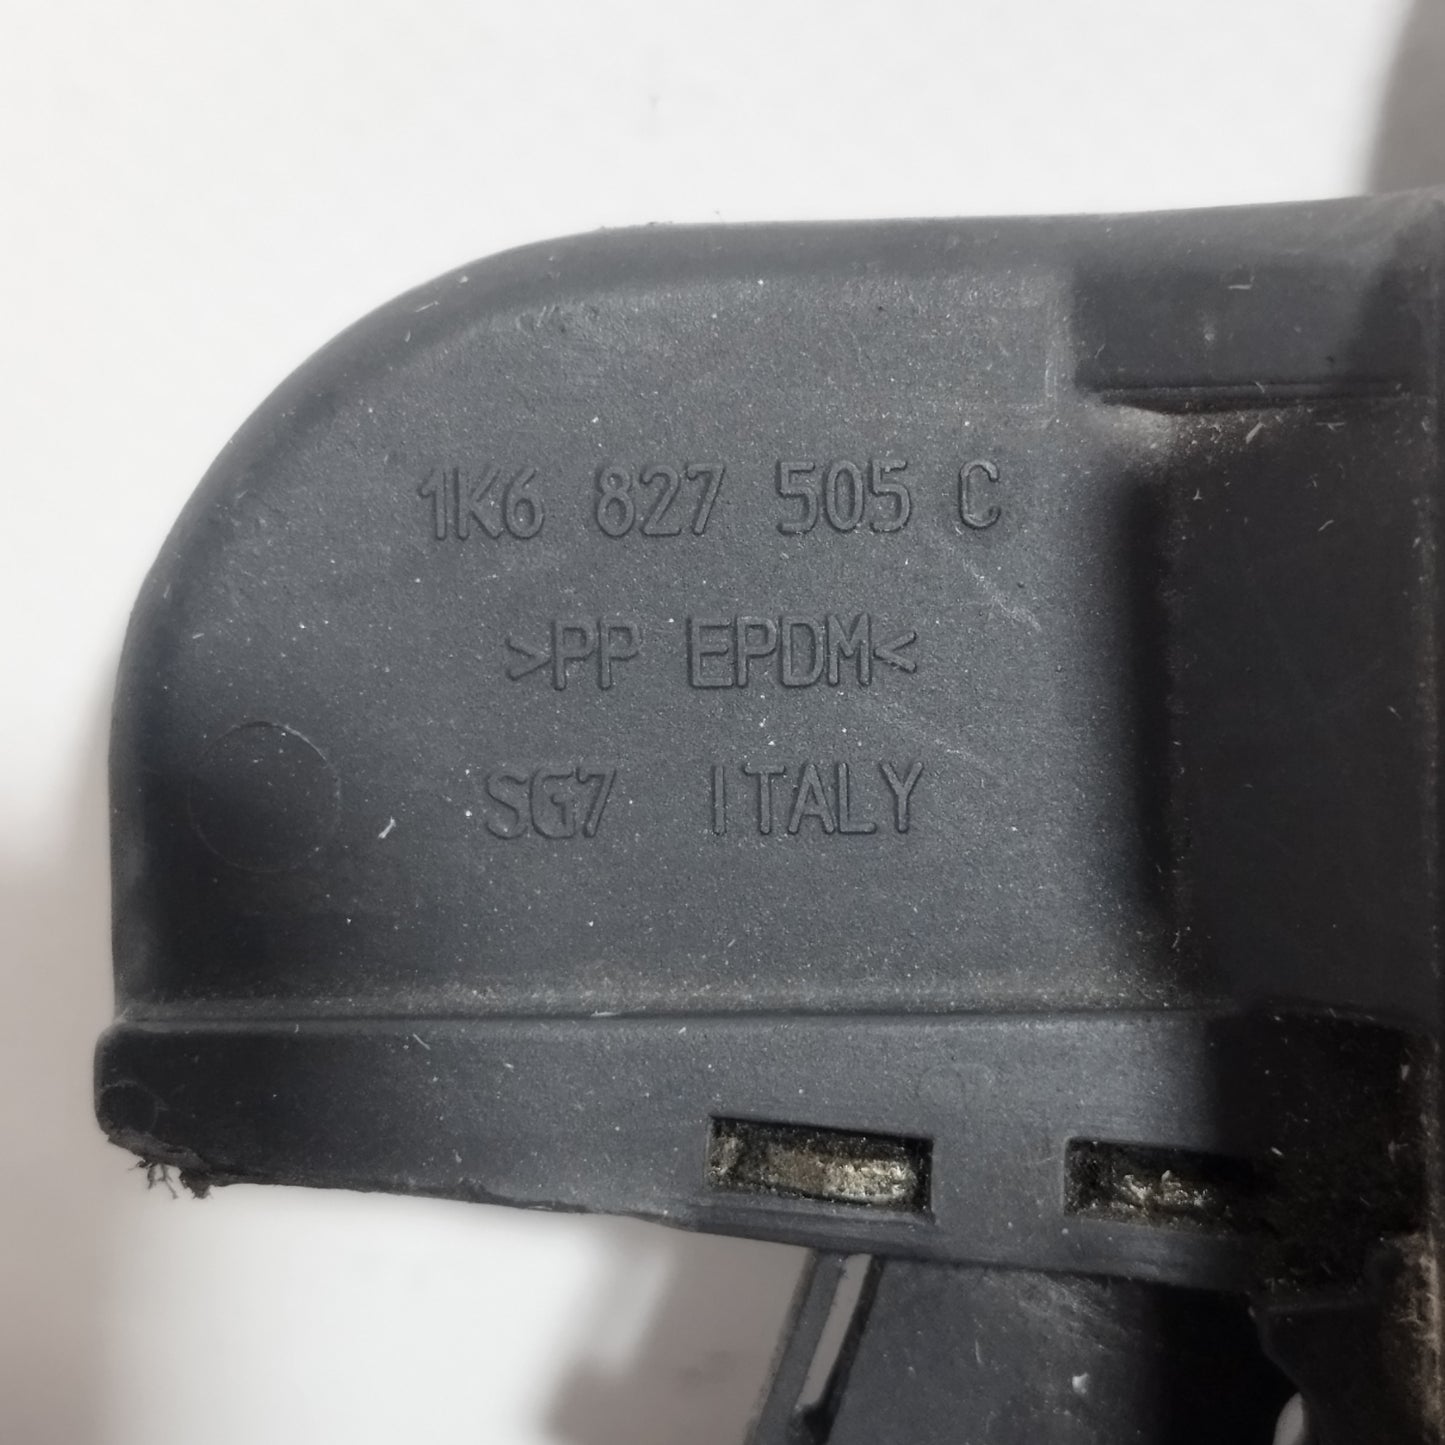 1K6 827 505 C
>PP EPDM<
SG7 ITALY